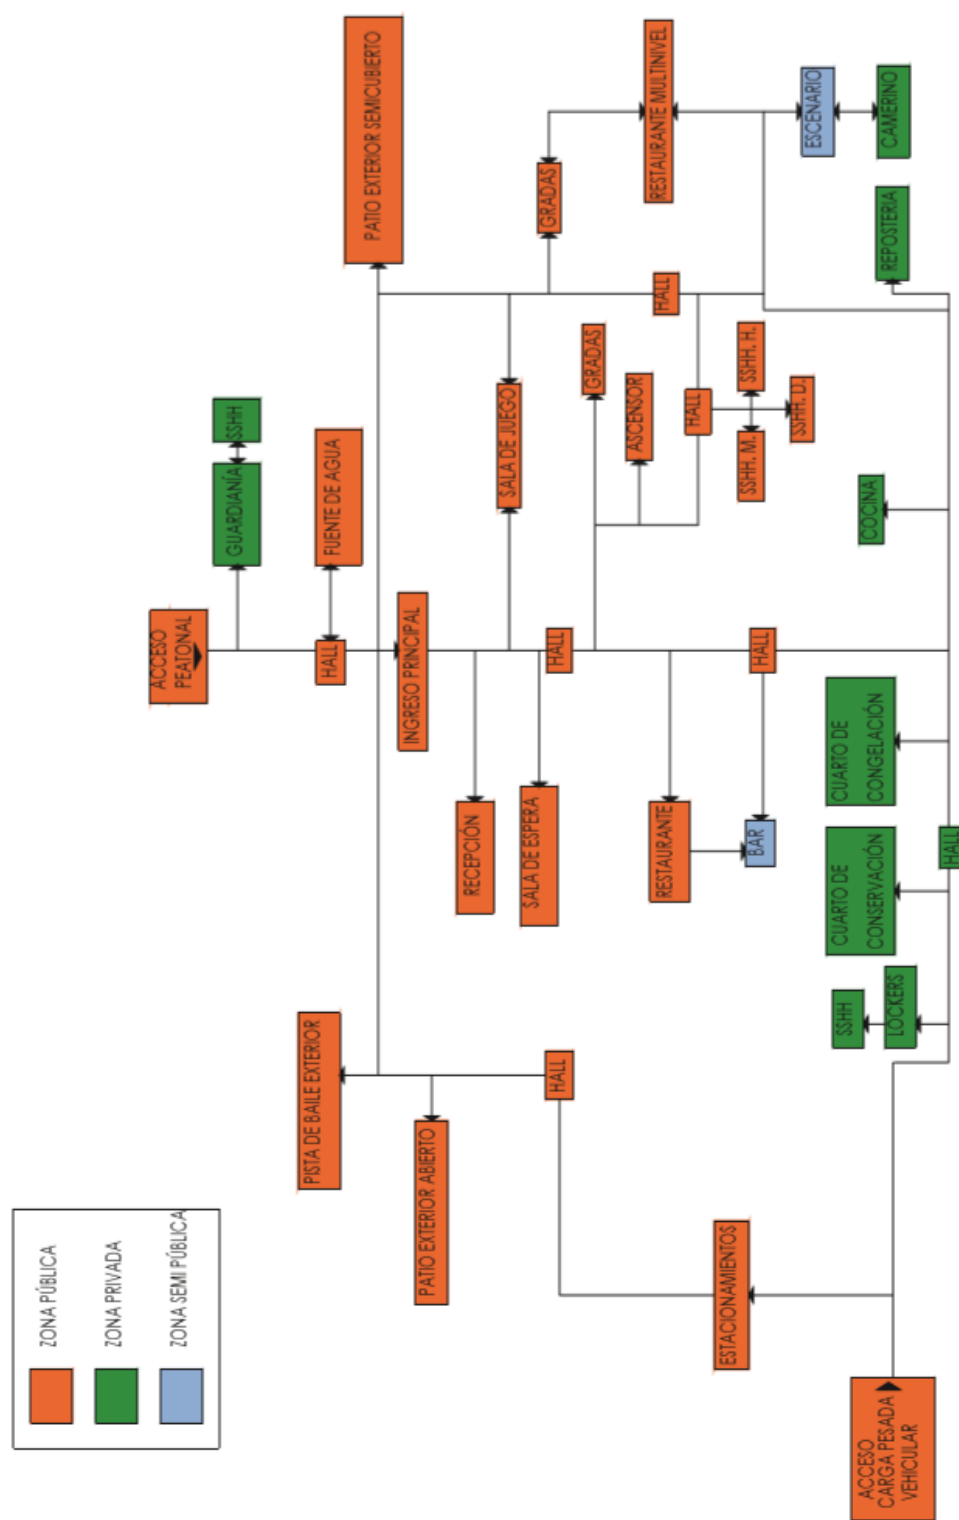 ZONA PÚBLICA
ZONA PRIVADA
ZONA SEMI PÚBLICA
ACCESO
PEATONAL
GUARDIANÍA
SSHH
HALL
FUENTE DE AGUA
PATIO EXTERIOR SEMICUBIERTO
PISTA DE BAILE EXTERIOR
PATIO EXTERIOR ABIERTO
HALL
INGRESO PRINCIPAL
RECEPCIÓN
SALA DE ESPERA
HALL
SALA DE JUEGO
GRADAS
RESTAURANTE MULTINIVEL
HALL
GRADAS
ASCENSOR
HALL
SSHH. M.
SSHH. H.
SSHH. D.
RESTAURANTE
BAR
HALL
ESCENARIO
CAMERINO
REPOSTERIA
COCINA
CUARTO DE
CONGELACIÓN
CUARTO DE
CONSERVACIÓN
HALL
SSHH
LOCKERS
ESTACIONAMIENTOS
ACCESO
CARGA PESADA
VEHICULAR